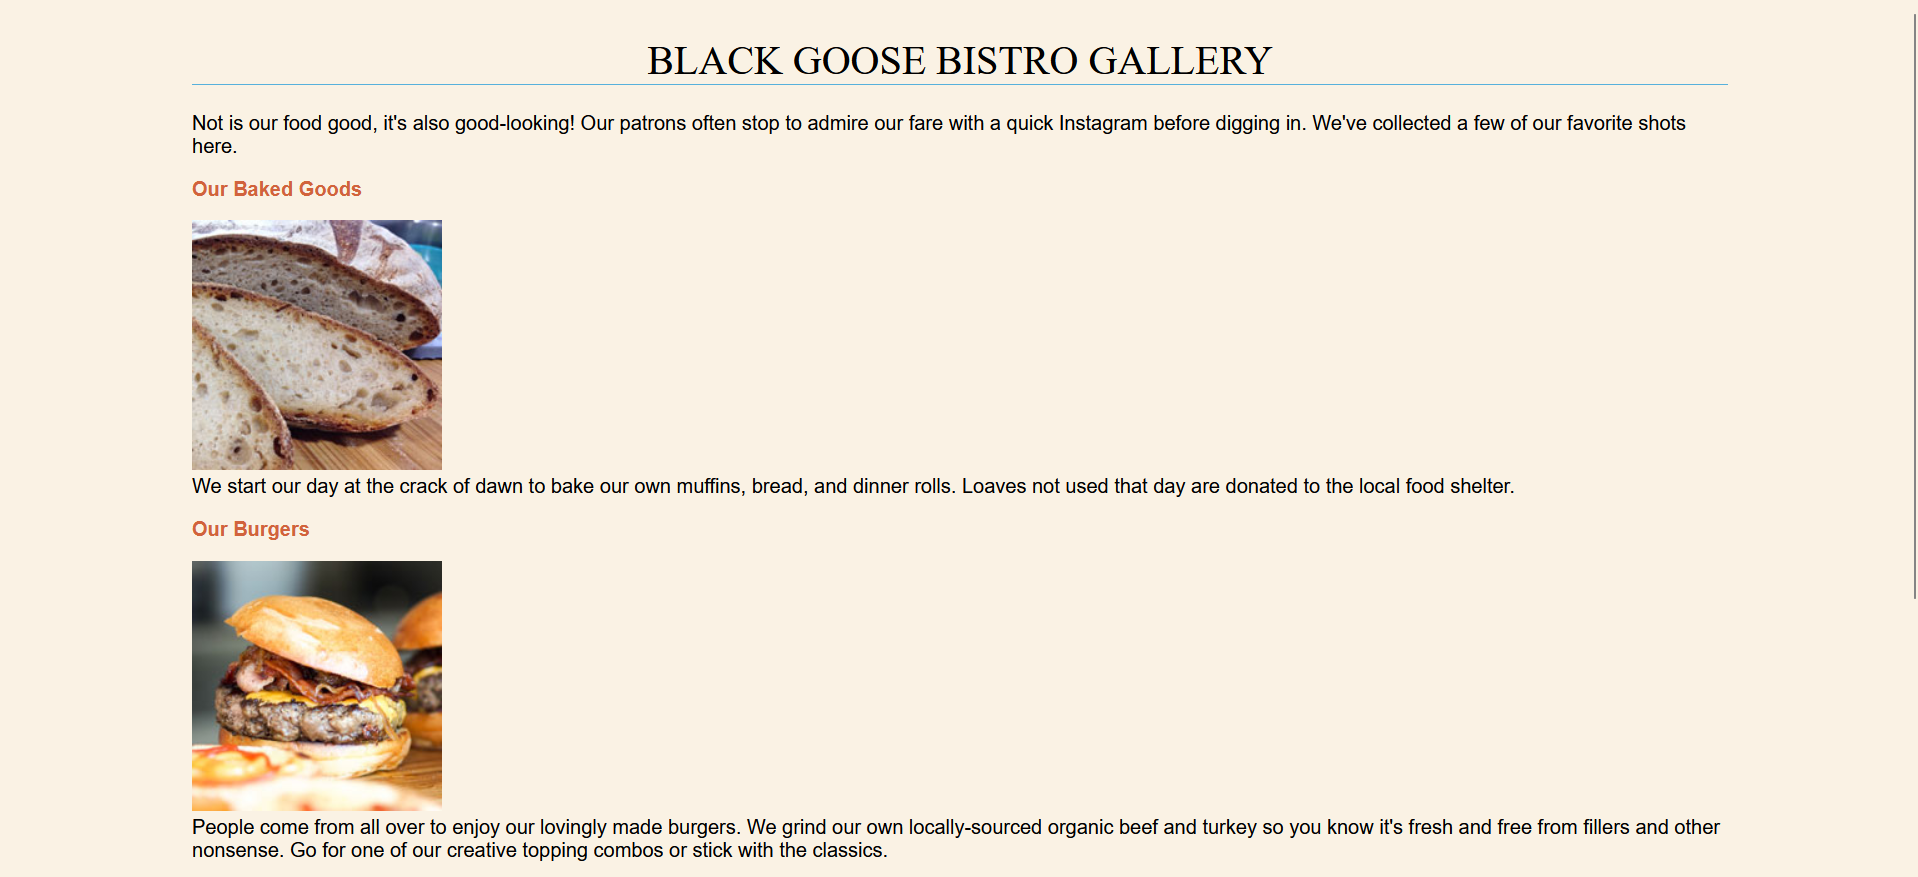 BLACK GOOSE BISTRO GALLERY
Not is our food good, it's also good-looking! Our patrons often stop to admire our fare with a quick Instagram before digging in. We've collected a few of our favorite shots
here.
Our Baked Goods
We start our day at the crack of dawn to bake our own muffins, bread, and dinner rolls. Loaves not used that day are donated to the local food shelter.
Our Burgers
People come from all over to enjoy our lovingly made burgers. We grind our own locally-sourced organic beef and turkey so you know it's fresh and free from fillers and other
nonsense. Go for one of our creative topping combos or stick with the classics.